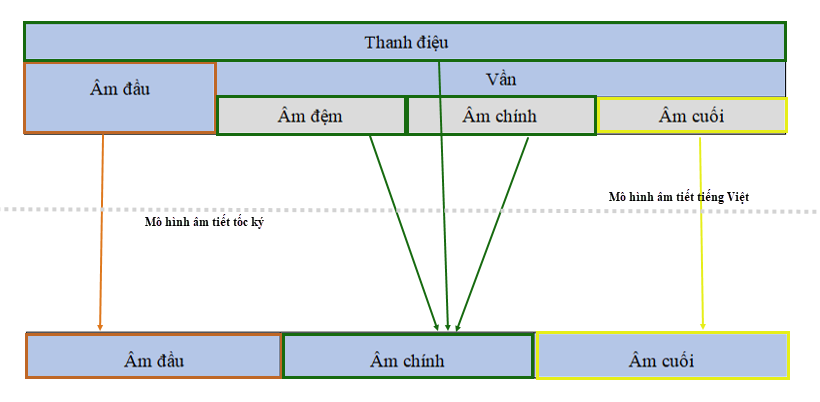 Thanh điệu
Âm đầu
Vần
Âm đệm
Âm chính
Âm cuối
Mô hình âm tiết tiếng Việt
Mô hình âm tiết tốc ký
Âm đầu
Âm chính
Âm cuối